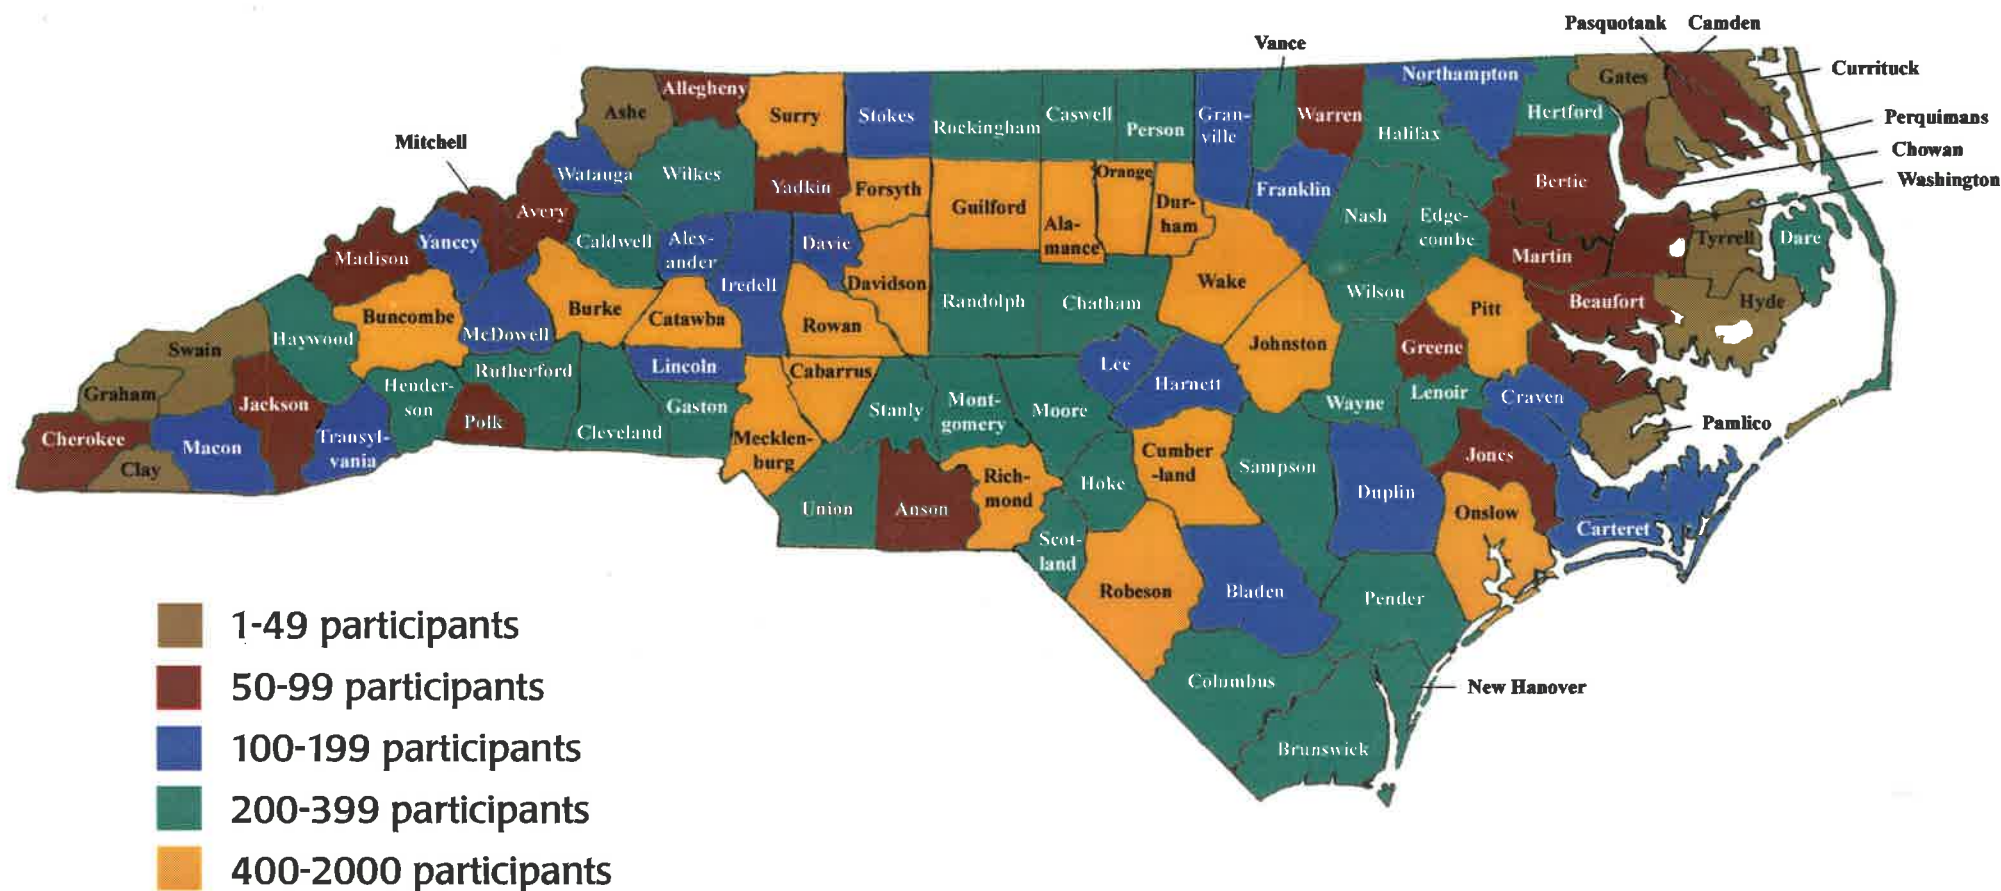 Pasquotank
Camden
Vance
Currituck
Northampton
Gates
Allegheny
Ashe
Surry
Stokes
Rockingham
Caswell
Person
Gran-
ville
Warren
Halifax
Hertford
Perquimans
Mitchell
Chowan
Washington
Watauga
Wilkes
Yadkin
Forsyth
Guilford
Orange
Ala-
mance
Dur-
ham
Franklin
Nash
Edge-
combe
Bertie
Avery
Yancey
Caldwell
Alex-
ander
Davie
Iredell
Madison
Martin
Tyrrell
Dare
Davidson
Randolph
Chatham
Wake
Wilson
Pitt
Beaufort
Hyde
Buncombe
McDowell
Burke
Catawba
Rowan
Haywood
Swain
Johnston
Greene
Lincoln
Cabarrus
Lee
Harnett
Rutherford
Hender-
son
Graham
Jackson
Gaston
Stanly
Mont-
gomery
Moore
Wayne
Lenoir
Craven
Pamlico
Cherokee
Clay
Macon
Transyl-
vania
Polk
Cleveland
Mecklen-
burg
Cumber
-land
Sampson
Jones
Union
Anson
Rich-
mond
Hoke
Duplin
Onslow
Carteret
Scot-
land
Robeson
Bladen
Pender
Columbus
New Hanover
Brunswick
1-49 participants
50-99 participants
100-199 participants
200-399 participants
400-2000 participants